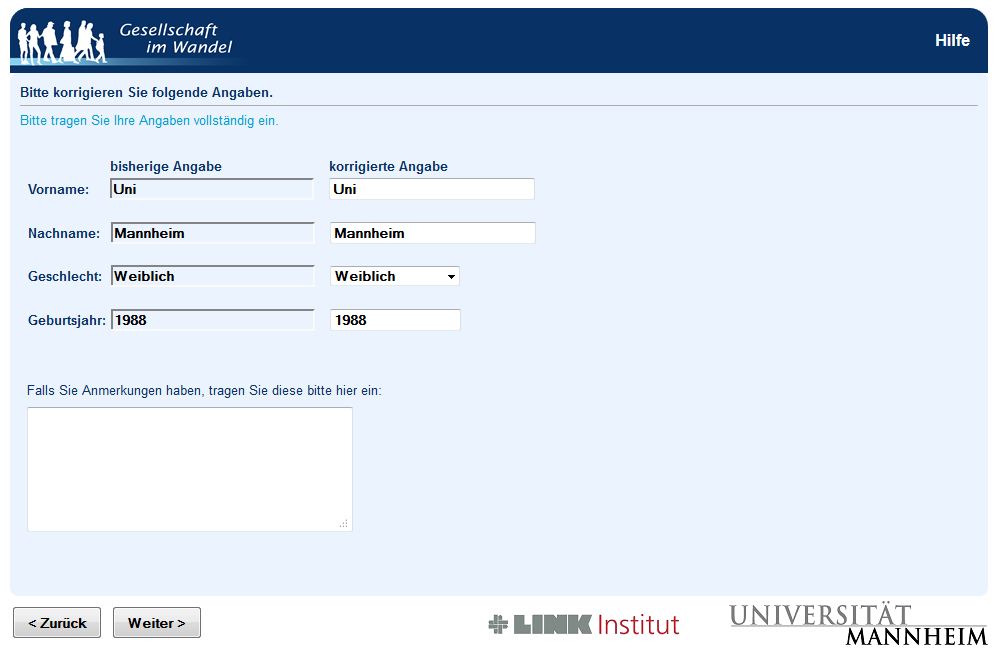 Gesellschaft
im Wandel
Hilfe
Bitte korrigieren Sie folgende Angaben.
Bitte tragen Sie Ihre Angaben vollständig ein.
bisherige Angabe korrigierte Angabe
Vorname: Uni Uni
Nachname: Mannheim Mannheim
Geschlecht: Weiblich Weiblich
Geburtsjahr: 1988 1988
Falls Sie Anmerkungen haben, tragen Sie diese bitte hier ein:
< Zurück Weiter >
LINK Institut
UNIVERSITÄT
MANNHEIM